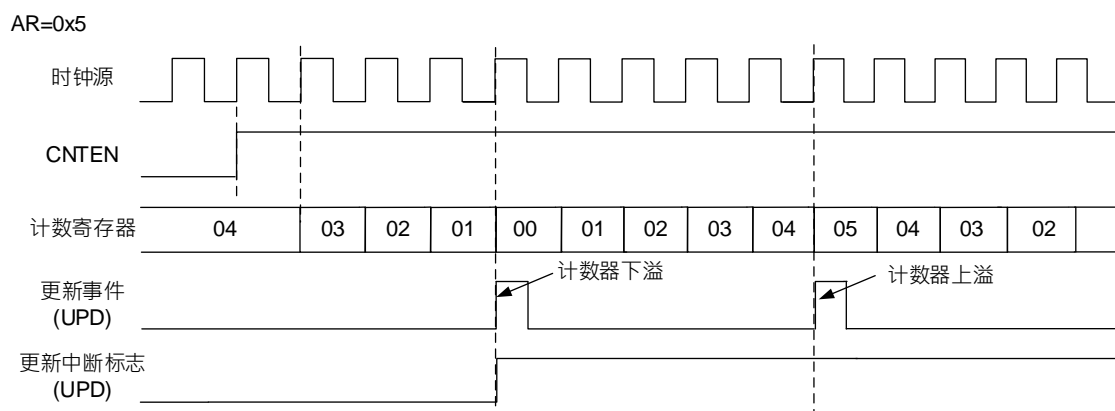 AR=0x5
时钟源
CNTEN
计数寄存器 04 03 02 01 00 01 02 03 04 05 04 03 02
计数器下溢 计数器上溢
更新事件
(UPD)
更新中断标志
(UPD)